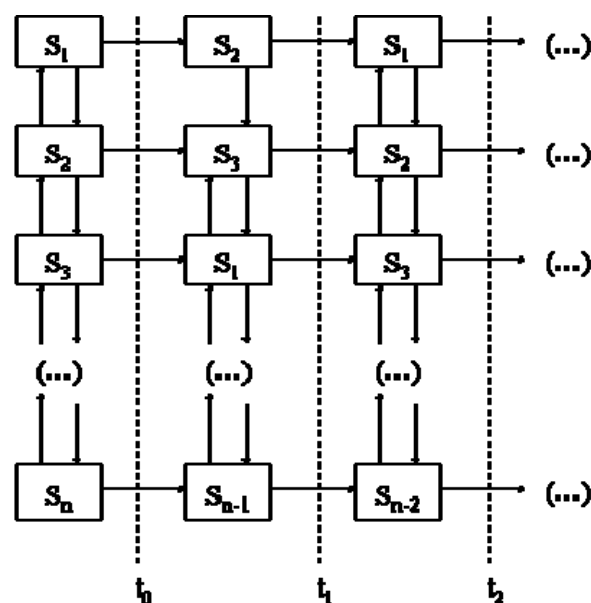 S₁ S₂ S₁ (...)
S₂ S₃ S₂ (...)
S₃ S₁ S₃ (...)
(...) (...) (...)
Sₙ Sₙ₋₁ Sₙ₋₂ (...)
t₀ t₁ t₂